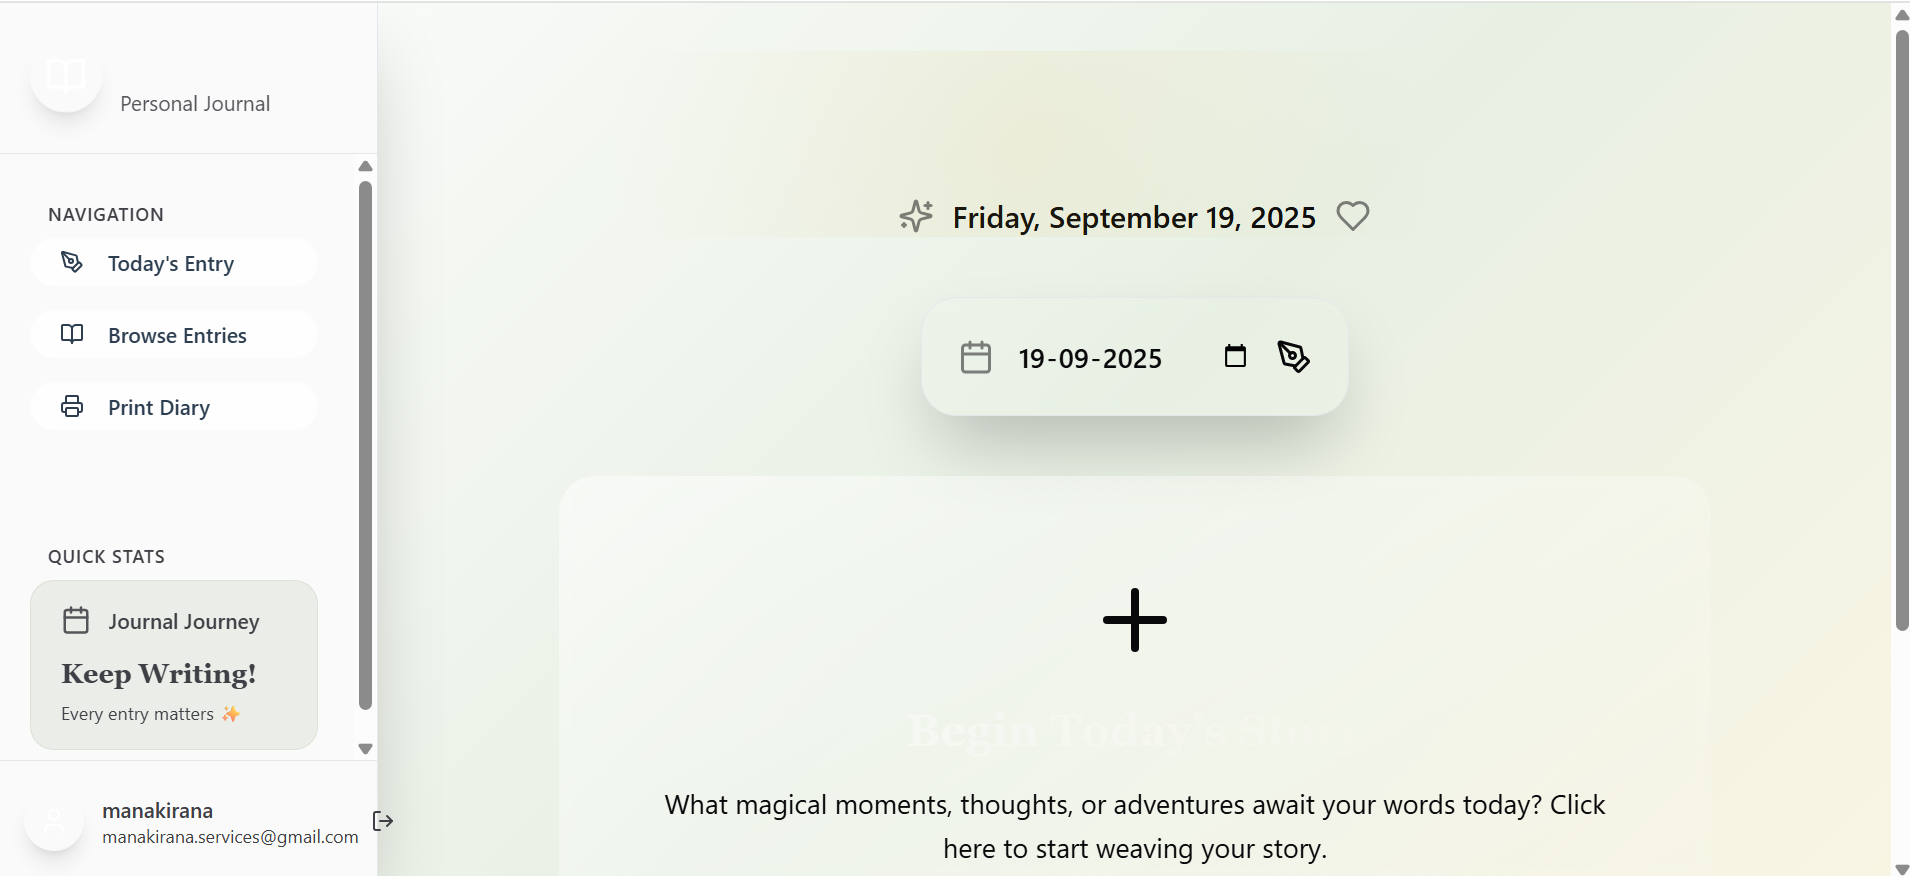 Personal Journal
NAVIGATION
Today's Entry
Browse Entries
Print Diary
QUICK STATS
Journal Journey
Keep Writing!
Every entry matters ✨
manakirana
manakirana.services@gmail.com
Friday, September 19, 2025
19-09-2025
Begin Today's Story
What magical moments, thoughts, or adventures await your words today? Click
here to start weaving your story.